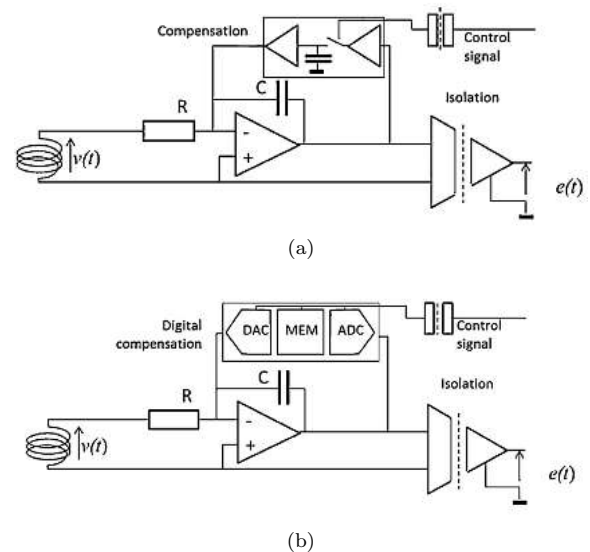 Compensation
Control
signal
C
R
Isolation
-
+
v(t)
e(t)
(a)
Digital
compensation
DAC MEM ADC
Control
signal
C
R
Isolation
-
+
v(t)
e(t)
(b)